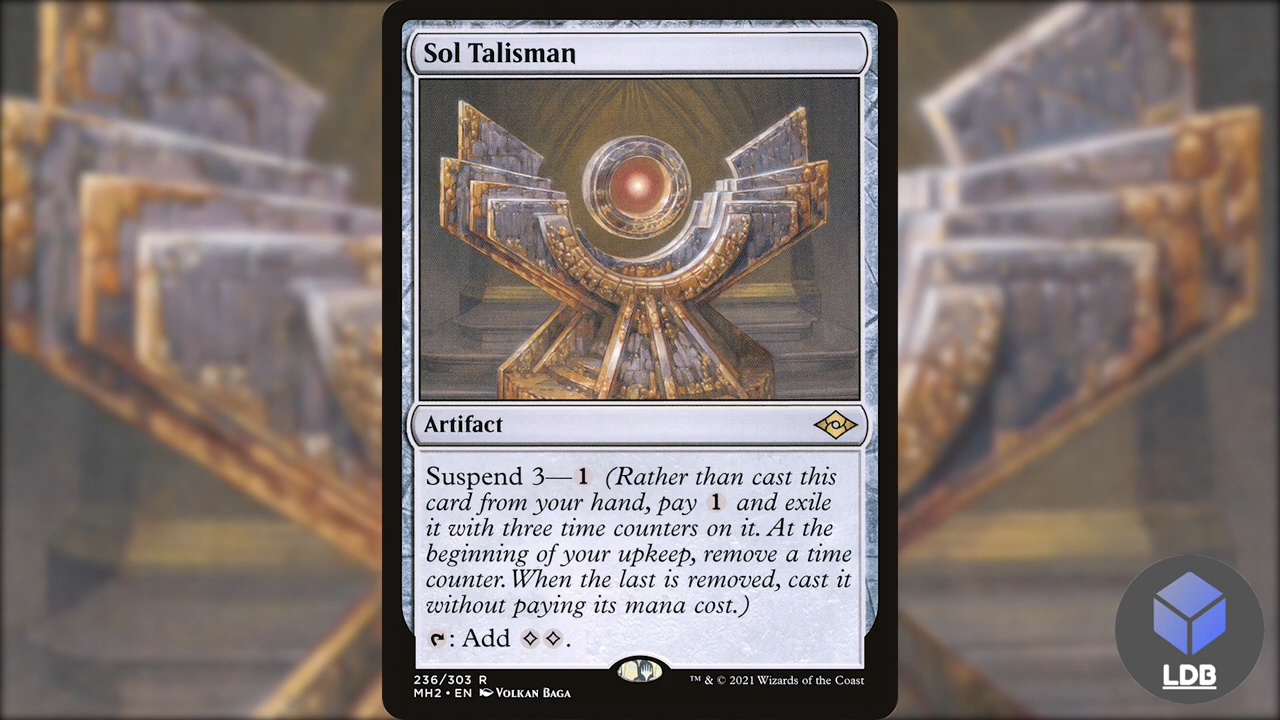 Sol Talisman
Artifact
Suspend 3—1 (Rather than cast this
card from your hand, pay 1 and exile
it with three time counters on it. At the
beginning of your upkeep, remove a time
counter. When the last is removed, cast it
without paying its mana cost.)
: Add .
236/303 R
MH2 • EN VOLKAN BAGA
™ & © 2021 Wizards of the Coast
LDB